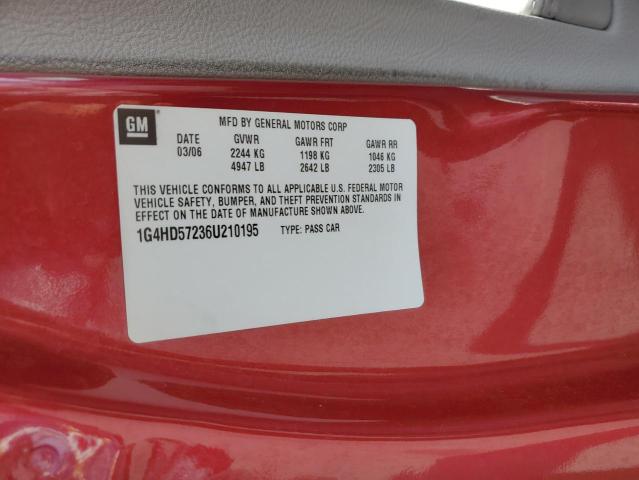 GM
MFD BY GENERAL MOTORS CORP
DATE GVWR GAWR FRT GAWR RR
03/06 2244 KG 1198 KG 1046 KG
4947 LB 2642 LB 2305 LB
THIS VEHICLE CONFORMS TO ALL APPLICABLE U.S. FEDERAL MOTOR
VEHICLE SAFETY, BUMPER, AND THEFT PREVENTION STANDARDS IN
EFFECT ON THE DATE OF MANUFACTURE SHOWN ABOVE.
1G4HD57236U210195 TYPE: PASS CAR